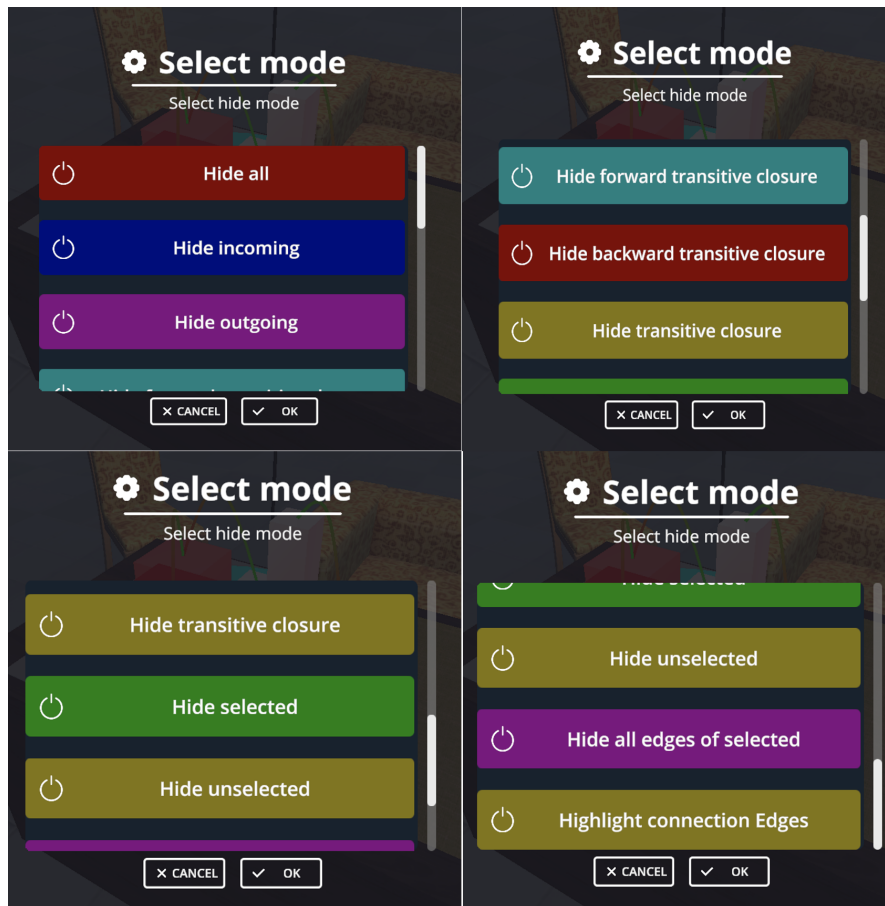 Select mode
Select hide mode
Hide all
Hide incoming
Hide outgoing
CANCEL
OK
Select mode
Select hide mode
Hide forward transitive closure
Hide backward transitive closure
Hide transitive closure
CANCEL
OK
Select mode
Select hide mode
Hide transitive closure
Hide selected
Hide unselected
CANCEL
OK
Select mode
Select hide mode
Hide selected
Hide unselected
Hide all edges of selected
Highlight connection Edges
CANCEL
OK